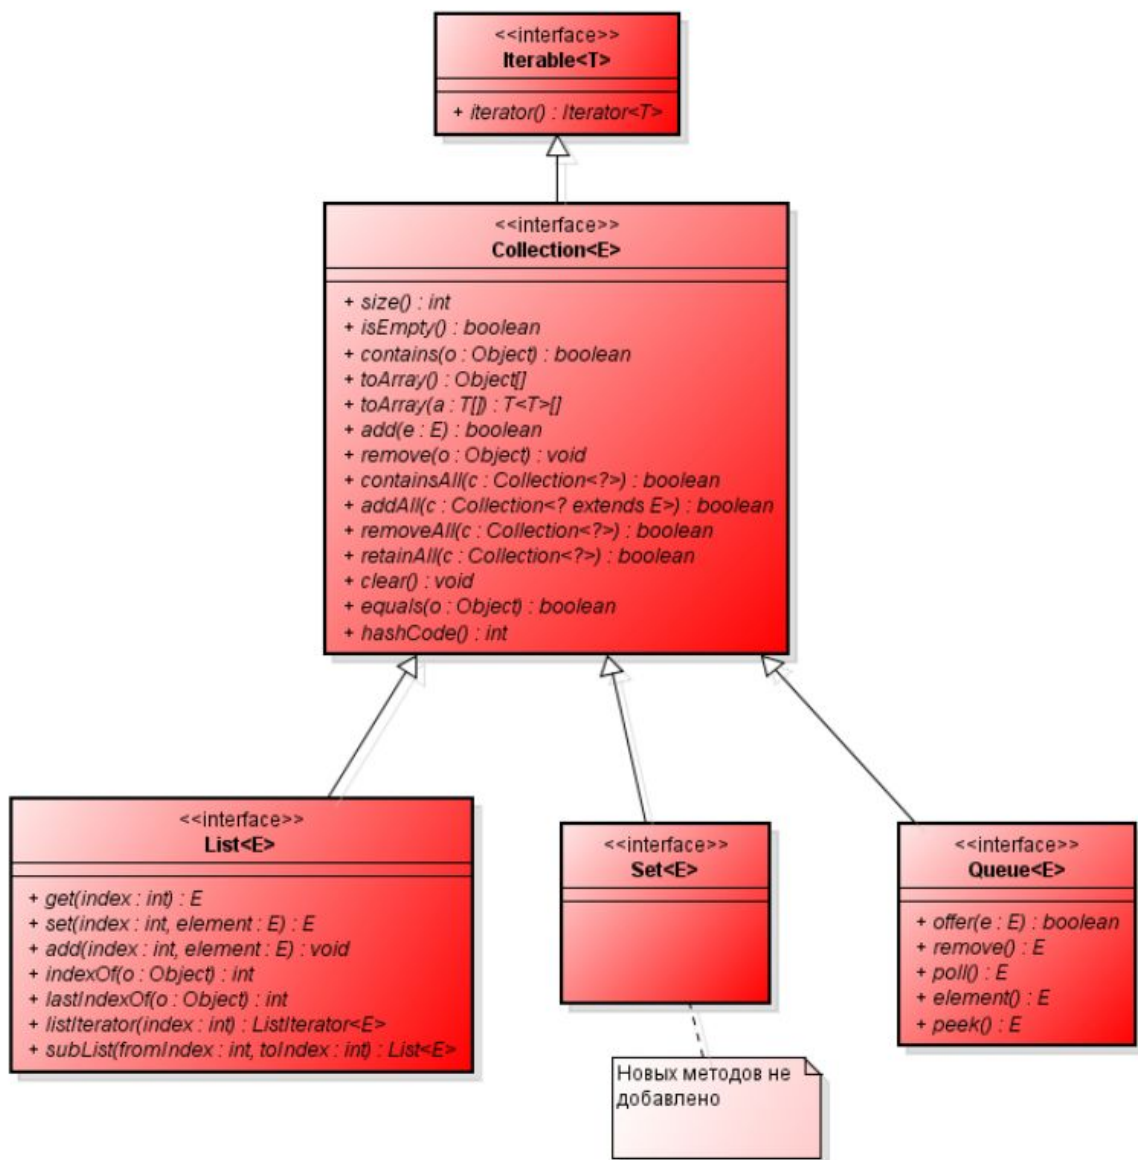 <<interface>>
Iterable<T>
+ iterator() : Iterator<T>
<<interface>>
Collection<E>
+ size() : int
+ isEmpty() : boolean
+ contains(o : Object) : boolean
+ toArray() : Object[]
+ toArray(a : T[]) : T<T>[]
+ add(e : E) : boolean
+ remove(o : Object) : void
+ containsAll(c : Collection<?>) : boolean
+ addAll(c : Collection<? extends E>) : boolean
+ removeAll(c : Collection<?>) : boolean
+ retainAll(c : Collection<?>) : boolean
+ clear() : void
+ equals(o : Object) : boolean
+ hashCode() : int
<<interface>>
List<E>
+ get(index : int) : E
+ set(index : int, element : E) : E
+ add(index : int, element : E) : void
+ indexOf(o : Object) : int
+ lastIndexOf(o : Object) : int
+ listIterator(index : int) : ListIterator<E>
+ subList(fromIndex : int, toIndex : int) : List<E>
<<interface>>
Set<E>
Новых методов не
добавлено
<<interface>>
Queue<E>
+ offer(e : E) : boolean
+ remove() : E
+ poll() : E
+ element() : E
+ peek() : E